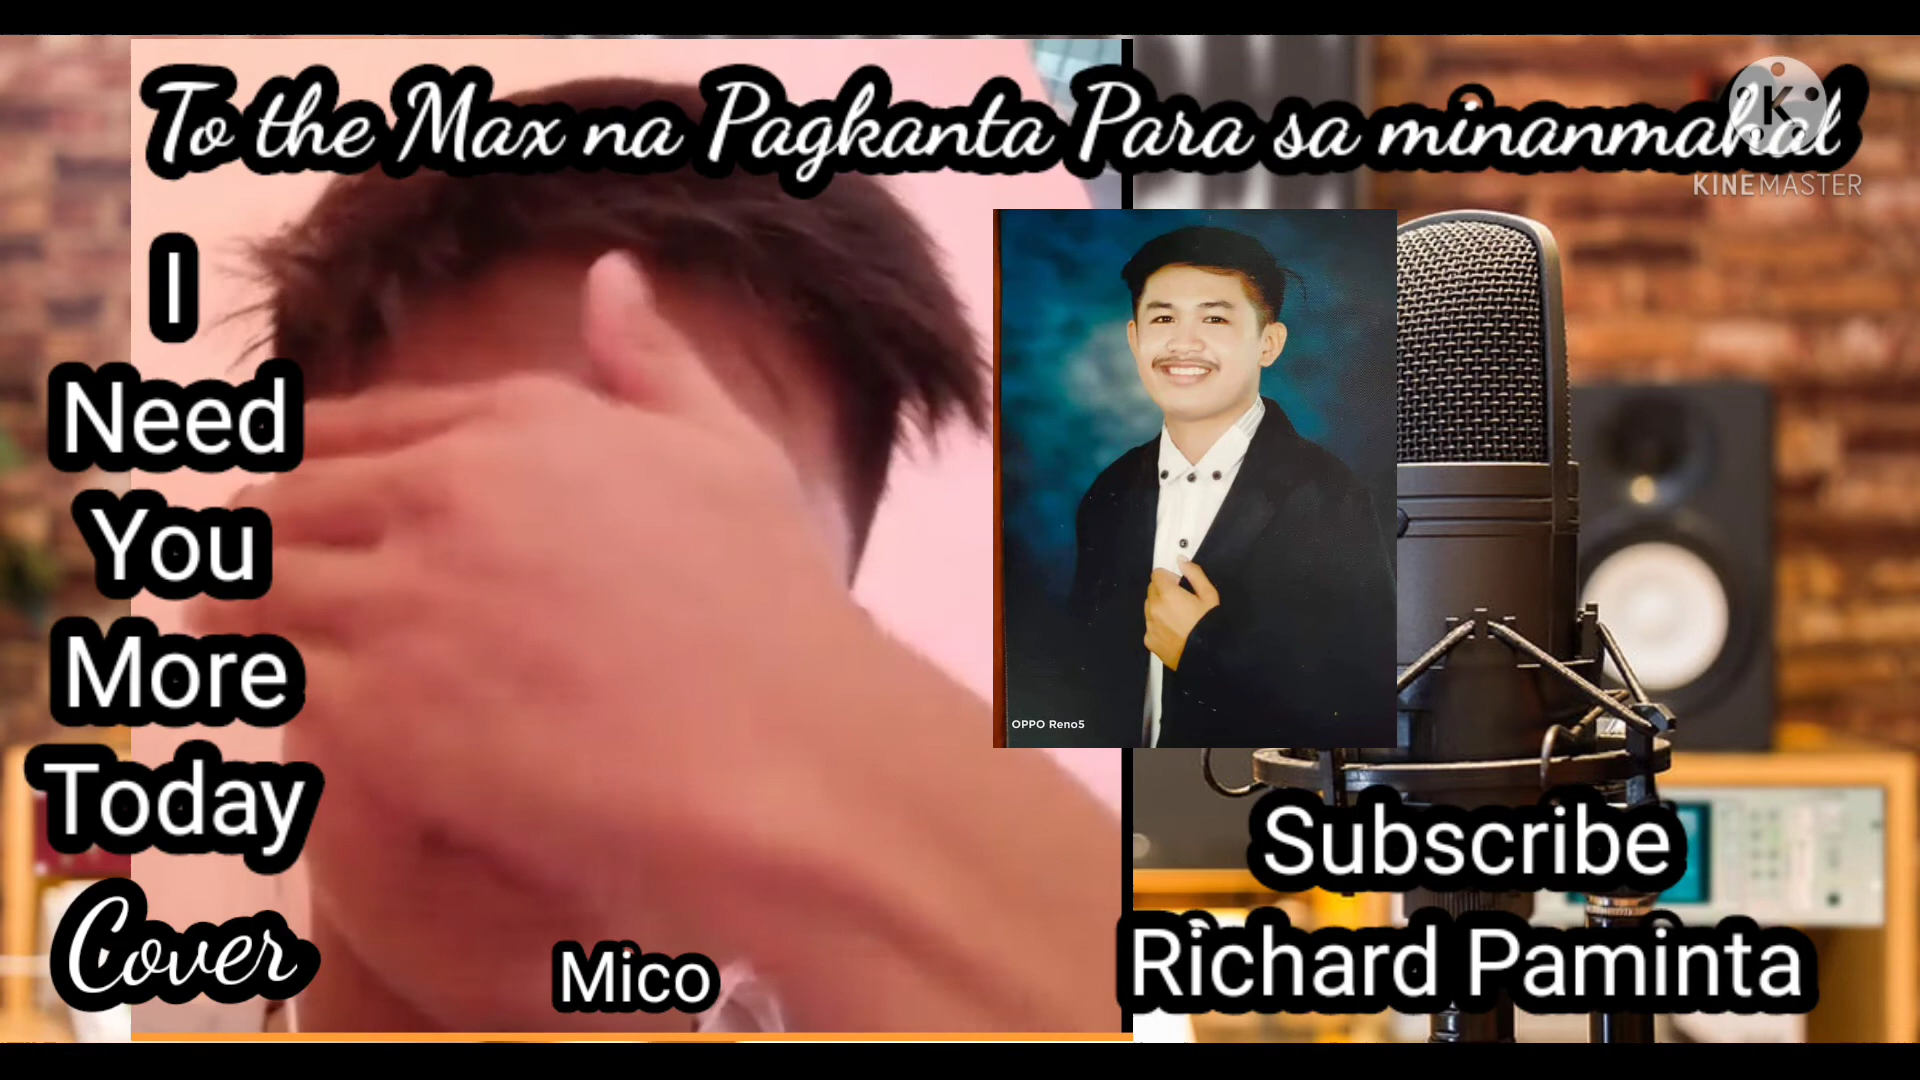 To the Max na Pagkanta Para sa minanmahal
KINEMASTER
I
Need
You
More
Today
Cover
Mico
OPPO Reno5
Subscribe
Richard Paminta